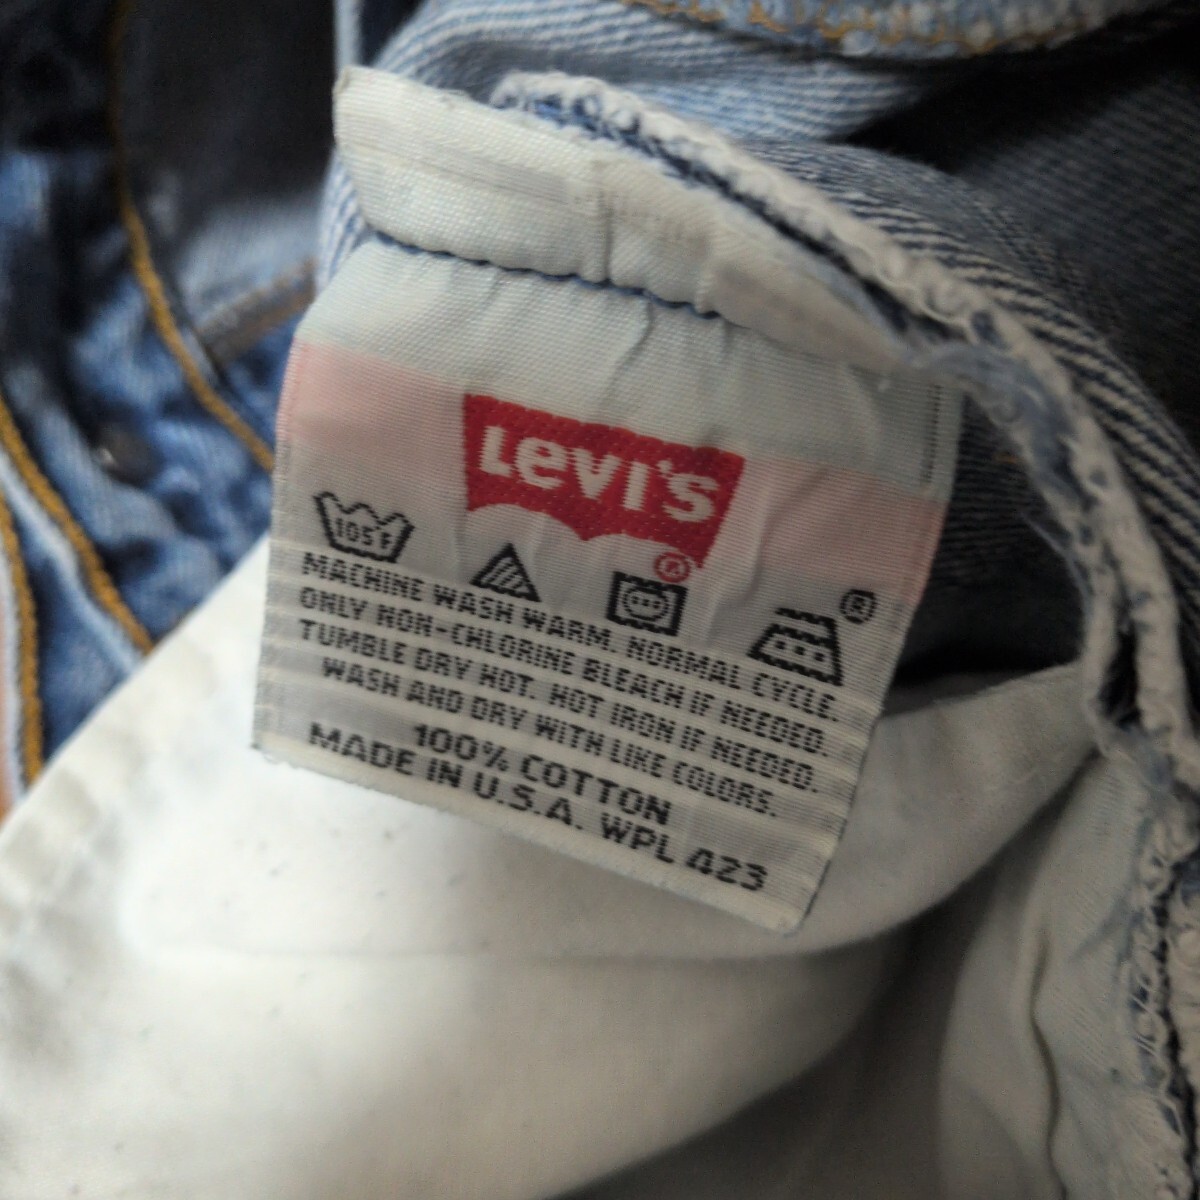 Levi's
®
105°F
®
MACHINE WASH WARM. NORMAL CYCLE.
ONLY NON-CHLORINE BLEACH IF NEEDED.
TUMBLE DRY HOT. HOT IRON IF NEEDED.
WASH AND DRY WITH LIKE COLORS.
100% COTTON
MADE IN U.S.A. WPL 423